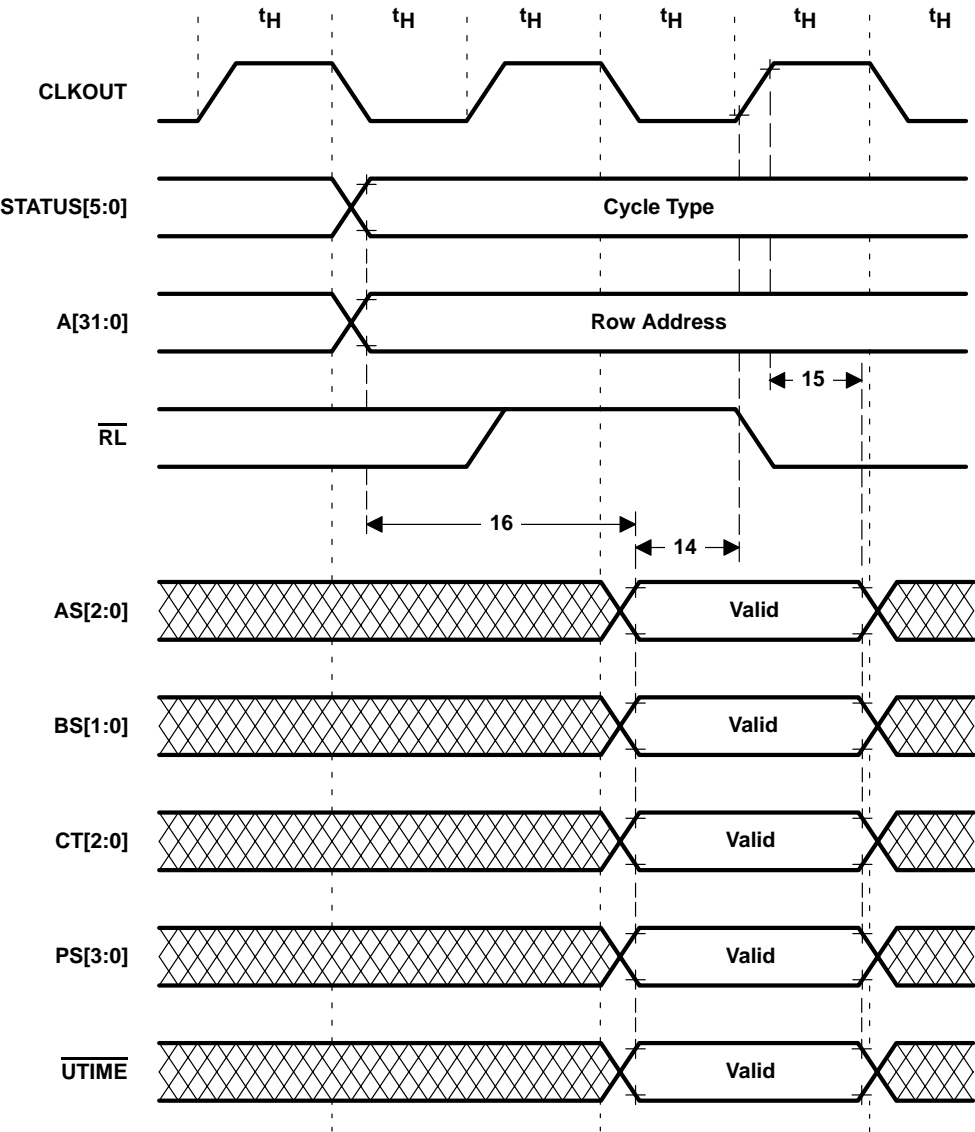 tH tH tH tH tH tH
CLKOUT
STATUS[5:0] Cycle Type
A[31:0] Row Address
15
RL
16
14
AS[2:0] Valid
BS[1:0] Valid
CT[2:0] Valid
PS[3:0] Valid
UTIME Valid